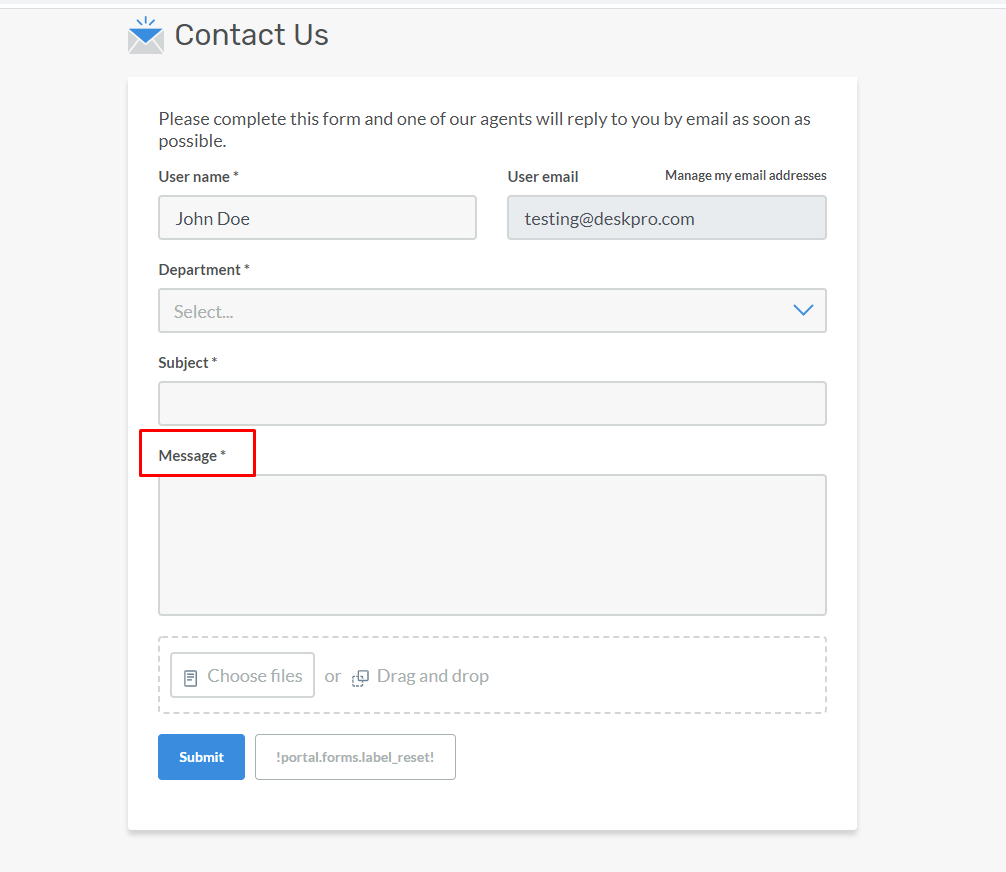 Contact Us
Please complete this form and one of our agents will reply to you by email as soon as
possible.
User name *
User email
Manage my email addresses
John Doe
testing@deskpro.com
Department *
Select...
Subject *
Message *
Choose files or Drag and drop
Submit
!portal.forms.label_reset!